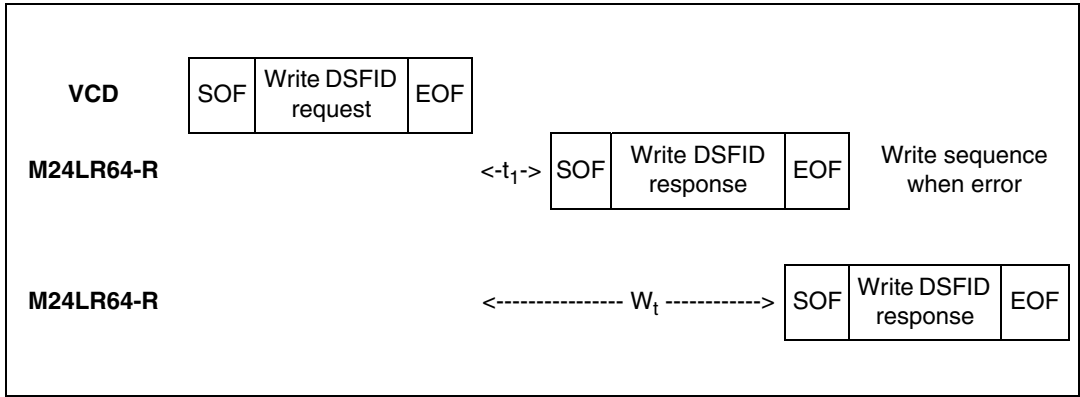 VCD SOF Write DSFID request EOF
M24LR64-R <-t1-> SOF Write DSFID response EOF Write sequence when error
M24LR64-R <---------------- Wt ------------> SOF Write DSFID response EOF